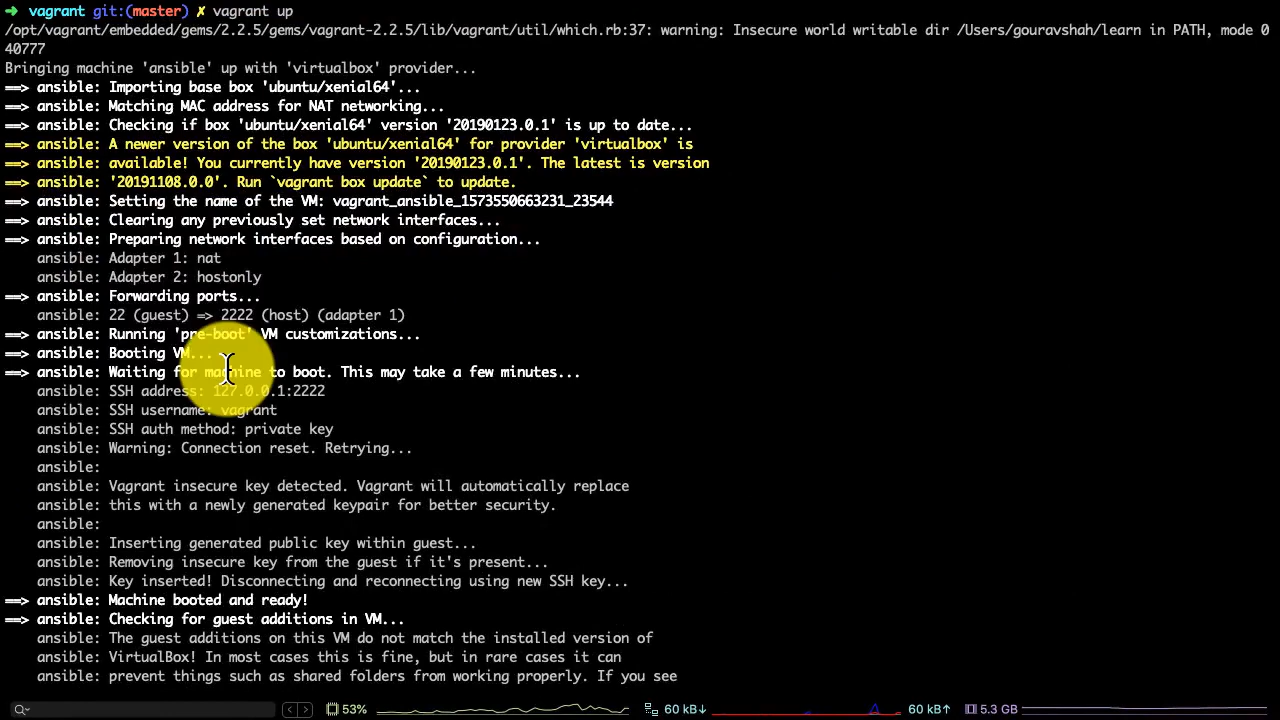 ➜ vagrant git:(master) ✗ vagrant up
/opt/vagrant/embedded/gems/2.2.5/gems/vagrant-2.2.5/lib/vagrant/util/which.rb:37: warning: Insecure world writable dir /Users/gouravshah/learn in PATH, mode 0
40777
Bringing machine 'ansible' up with 'virtualbox' provider...
==> ansible: Importing base box 'ubuntu/xenial64'...
==> ansible: Matching MAC address for NAT networking...
==> ansible: Checking if box 'ubuntu/xenial64' version '20190123.0.1' is up to date...
==> ansible: A newer version of the box 'ubuntu/xenial64' for provider 'virtualbox' is
==> ansible: available! You currently have version '20190123.0.1'. The latest is version
==> ansible: '20191108.0.0'. Run `vagrant box update` to update.
==> ansible: Setting the name of the VM: vagrant_ansible_1573550663231_23544
==> ansible: Clearing any previously set network interfaces...
==> ansible: Preparing network interfaces based on configuration...
    ansible: Adapter 1: nat
    ansible: Adapter 2: hostonly
==> ansible: Forwarding ports...
    ansible: 22 (guest) => 2222 (host) (adapter 1)
==> ansible: Running 'pre-boot' VM customizations...
==> ansible: Booting VM...
==> ansible: Waiting for machine to boot. This may take a few minutes...
    ansible: SSH address: 127.0.0.1:2222
    ansible: SSH username: vagrant
    ansible: SSH auth method: private key
    ansible: Warning: Connection reset. Retrying...
    ansible:
    ansible: Vagrant insecure key detected. Vagrant will automatically replace
    ansible: this with a newly generated keypair for better security.
    ansible:
    ansible: Inserting generated public key within guest...
    ansible: Removing insecure key from the guest if it's present...
    ansible: Key inserted! Disconnecting and reconnecting using new SSH key...
==> ansible: Machine booted and ready!
==> ansible: Checking for guest additions in VM...
    ansible: The guest additions on this VM do not match the installed version of
    ansible: VirtualBox! In most cases this is fine, but in rare cases it can
    ansible: prevent things such as shared folders from working properly. If you see
53% 60 kB↓ 60 kB↑ 5.3 GB